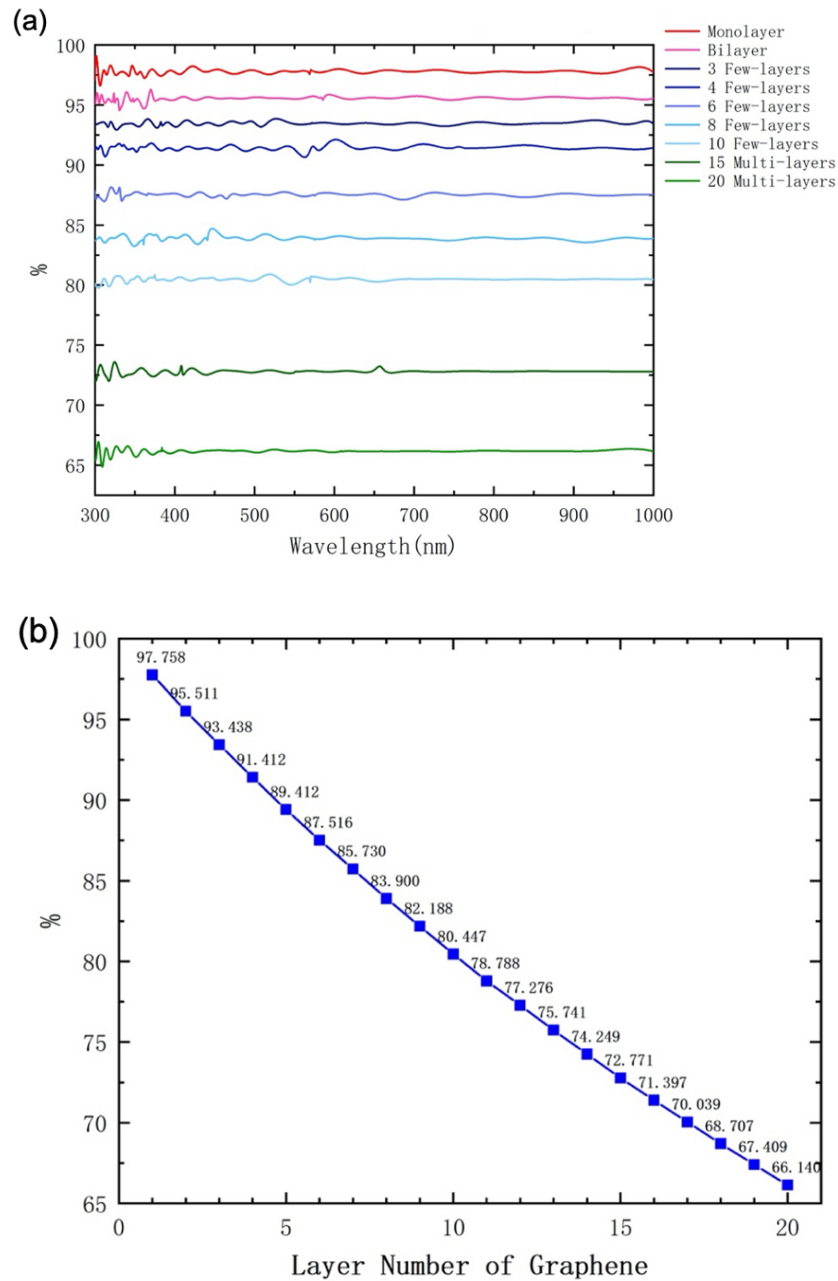 (a)
Monolayer
Bilayer
3 Few-layers
4 Few-layers
6 Few-layers
8 Few-layers
10 Few-layers
15 Multi-layers
20 Multi-layers
100
95
90
85
80
75
70
65
%
300 400 500 600 700 800 900 1000
Wavelength(nm)
(b)
100
95
90
85
80
75
70
65
%
97.758
95.511
93.438
91.412
89.412
87.516
85.730
83.900
82.188
80.447
78.788
77.276
75.741
74.249
72.771
71.397
70.039
68.707
67.409
66.140
0 5 10 15 20
Layer Number of Graphene